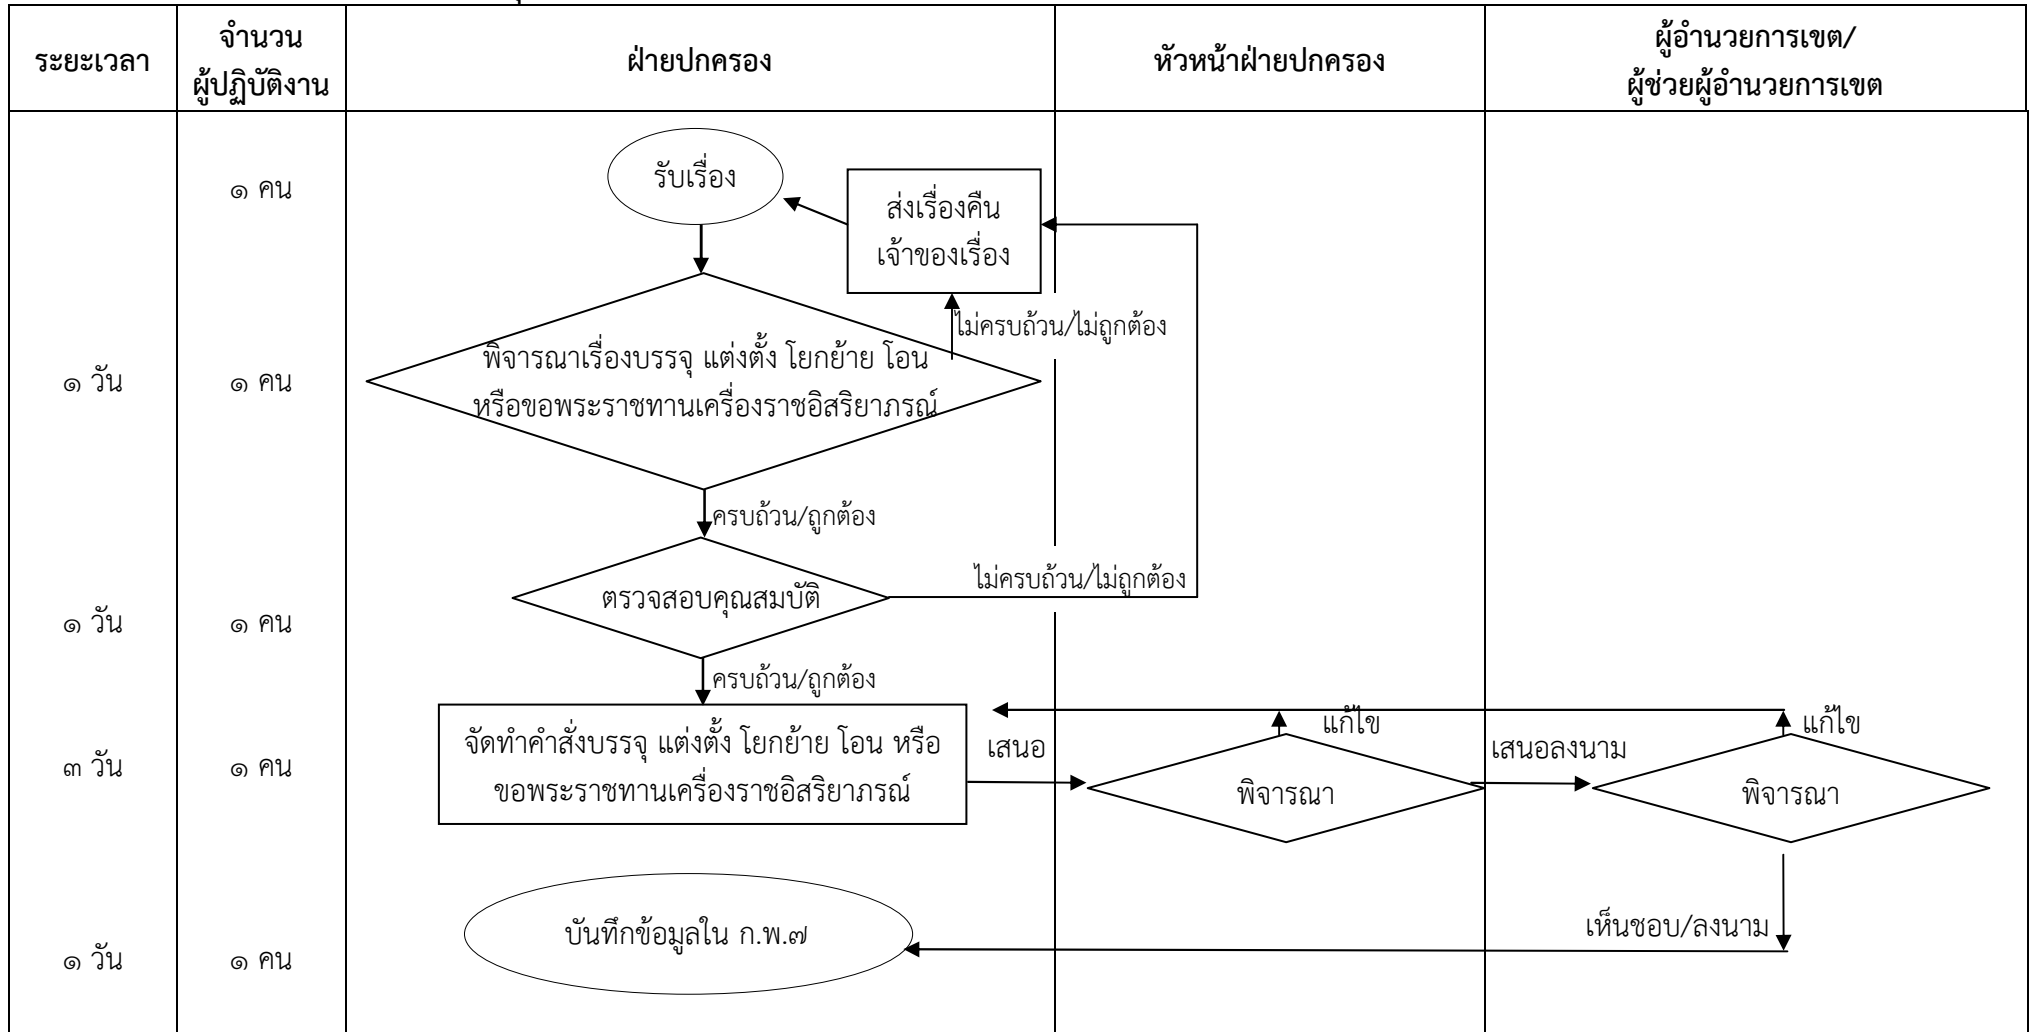 ระยะเวลา
จำนวน
ผู้ปฏิบัติงาน
ฝ่ายปกครอง
หัวหน้าฝ่ายปกครอง
ผู้อำนวยการเขต/
ผู้ช่วยผู้อำนวยการเขต
๑ คน
รับเรื่อง
ส่งเรื่องคืน
เจ้าของเรื่อง
ไม่ครบถ้วน/ไม่ถูกต้อง
๑ วัน
๑ คน
พิจารณาเรื่องบรรจุ แต่งตั้ง โยกย้าย โอน
หรือขอพระราชทานเครื่องราชอิสริยาภรณ์
ครบถ้วน/ถูกต้อง
ไม่ครบถ้วน/ไม่ถูกต้อง
๑ วัน
๑ คน
ตรวจสอบคุณสมบัติ
ครบถ้วน/ถูกต้อง
๓ วัน
๑ คน
จัดทำคำสั่งบรรจุ แต่งตั้ง โยกย้าย โอน หรือ
ขอพระราชทานเครื่องราชอิสริยาภรณ์
เสนอ
แก้ไข
พิจารณา
เสนอลงนาม
แก้ไข
พิจารณา
เห็นชอบ/ลงนาม
๑ วัน
๑ คน
บันทึกข้อมูลใน ก.พ.๗